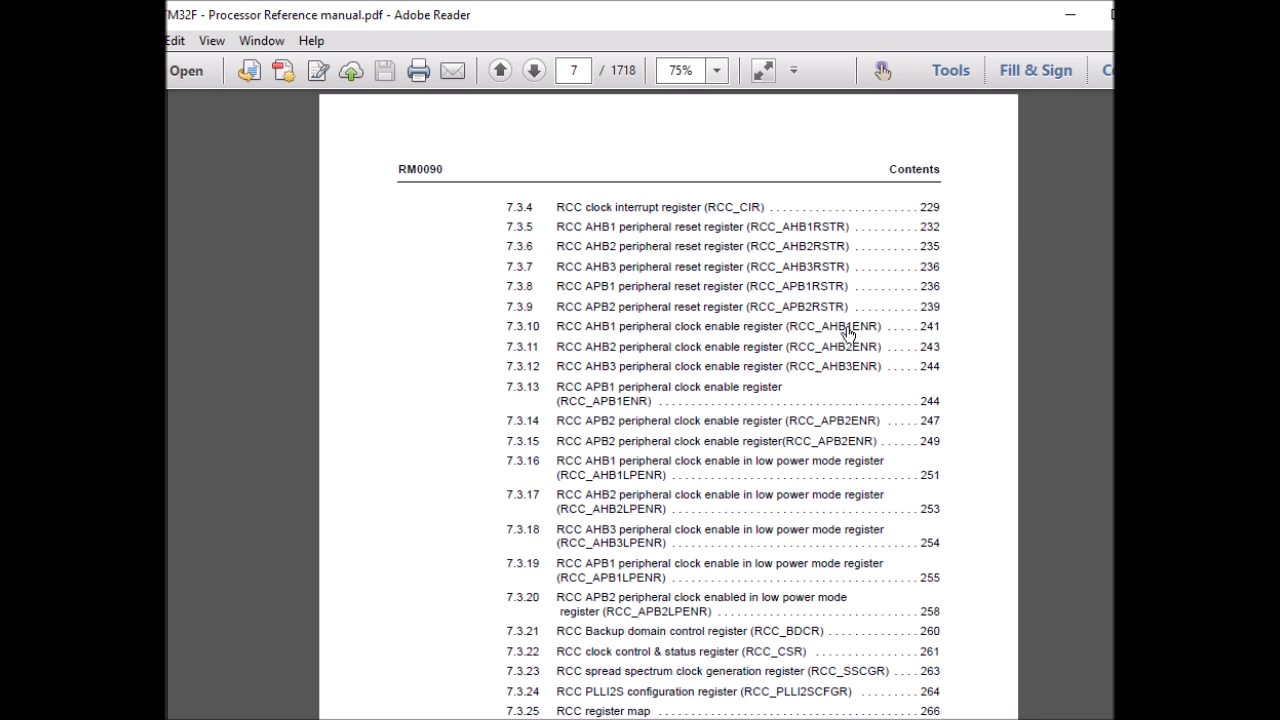 TM32F - Processor Reference manual.pdf - Adobe Reader
Edit View Window Help
Open 7 / 1718 75% Tools Fill & Sign
RM0090 Contents
7.3.4 RCC clock interrupt register (RCC_CIR) . . . . . . . . . . . . . . . . . . . . . . . 229
7.3.5 RCC AHB1 peripheral reset register (RCC_AHB1RSTR) . . . . . . . . . . 232
7.3.6 RCC AHB2 peripheral reset register (RCC_AHB2RSTR) . . . . . . . . . . 235
7.3.7 RCC AHB3 peripheral reset register (RCC_AHB3RSTR) . . . . . . . . . . 236
7.3.8 RCC APB1 peripheral reset register (RCC_APB1RSTR) . . . . . . . . . . 236
7.3.9 RCC APB2 peripheral reset register (RCC_APB2RSTR) . . . . . . . . . . 239
7.3.10 RCC AHB1 peripheral clock enable register (RCC_AHB1ENR) . . . . . 241
7.3.11 RCC AHB2 peripheral clock enable register (RCC_AHB2ENR) . . . . . 243
7.3.12 RCC AHB3 peripheral clock enable register (RCC_AHB3ENR) . . . . . 244
7.3.13 RCC APB1 peripheral clock enable register
(RCC_APB1ENR) . . . . . . . . . . . . . . . . . . . . . . . . . . . . . . . . . . . . . . . 244
7.3.14 RCC APB2 peripheral clock enable register (RCC_APB2ENR) . . . . . 247
7.3.15 RCC APB2 peripheral clock enable register(RCC_APB2ENR) . . . . . . 249
7.3.16 RCC AHB1 peripheral clock enable in low power mode register
(RCC_AHB1LPENR) . . . . . . . . . . . . . . . . . . . . . . . . . . . . . . . . . . . . . 251
7.3.17 RCC AHB2 peripheral clock enable in low power mode register
(RCC_AHB2LPENR) . . . . . . . . . . . . . . . . . . . . . . . . . . . . . . . . . . . . . 253
7.3.18 RCC AHB3 peripheral clock enable in low power mode register
(RCC_AHB3LPENR) . . . . . . . . . . . . . . . . . . . . . . . . . . . . . . . . . . . . . 254
7.3.19 RCC APB1 peripheral clock enable in low power mode register
(RCC_APB1LPENR) . . . . . . . . . . . . . . . . . . . . . . . . . . . . . . . . . . . . . 255
7.3.20 RCC APB2 peripheral clock enabled in low power mode
register (RCC_APB2LPENR) . . . . . . . . . . . . . . . . . . . . . . . . . . . . . . 258
7.3.21 RCC Backup domain control register (RCC_BDCR) . . . . . . . . . . . . . 260
7.3.22 RCC clock control & status register (RCC_CSR) . . . . . . . . . . . . . . . 261
7.3.23 RCC spread spectrum clock generation register (RCC_SSCGR) . . . . 263
7.3.24 RCC PLLI2S configuration register (RCC_PLLI2SCFGR) . . . . . . . . . 264
7.3.25 RCC register map . . . . . . . . . . . . . . . . . . . . . . . . . . . . . . . . . . . . . . . 266